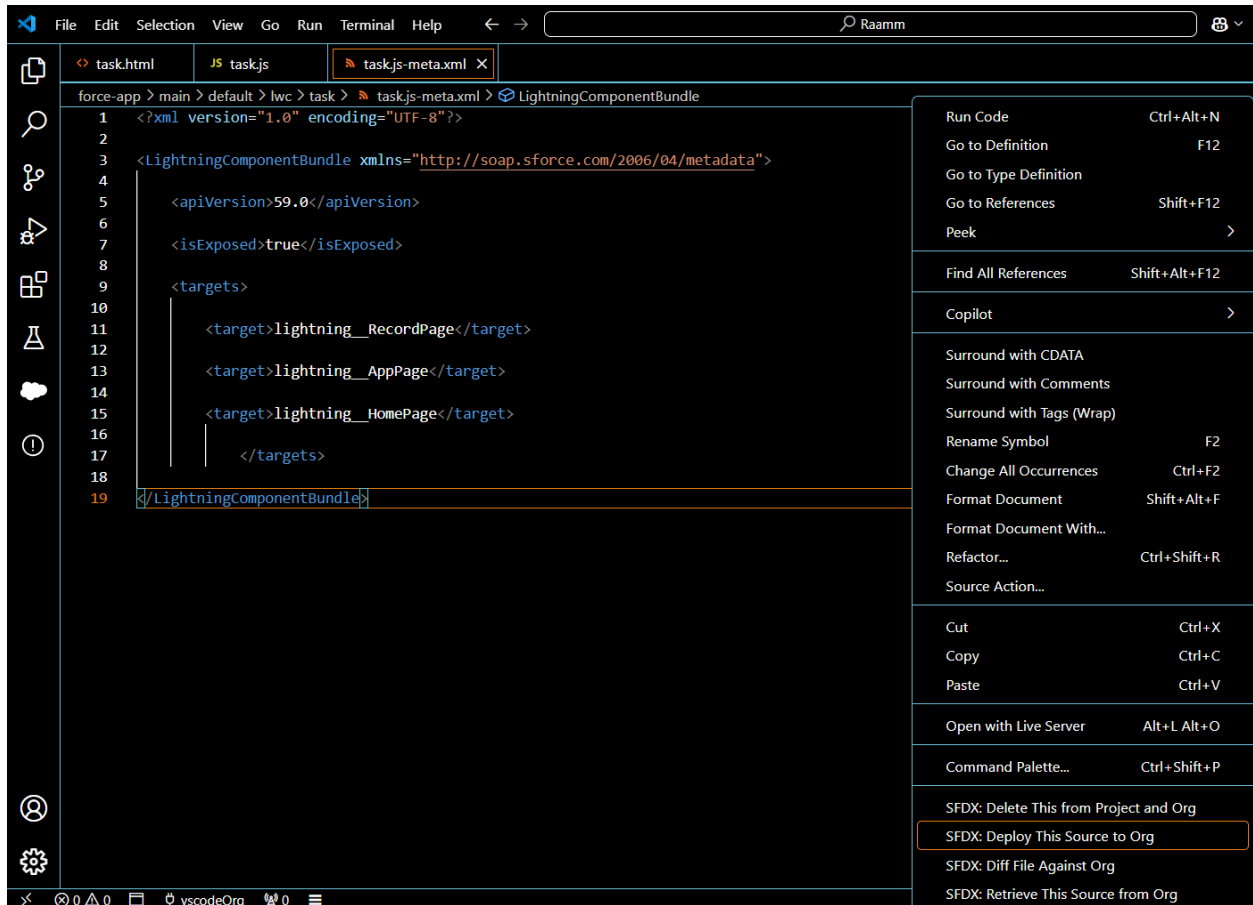 File Edit Selection View Go Run Terminal Help Raamm
<> task.html JS task.js task.js-meta.xml
force-app > main > default > lwc > task > task.js-meta.xml > LightningComponentBundle
1 <?xml version="1.0" encoding="UTF-8"?>
2
3 <LightningComponentBundle xmlns="http://soap.sforce.com/2006/04/metadata">
4
5 <apiVersion>59.0</apiVersion>
6
7 <isExposed>true</isExposed>
8
9 <targets>
10
11 <target>lightning__RecordPage</target>
12
13 <target>lightning__AppPage</target>
14
15 <target>lightning__HomePage</target>
16
17 </targets>
18
19 </LightningComponentBundle>
Run Code Ctrl+Alt+N
Go to Definition F12
Go to Type Definition
Go to References Shift+F12
Peek >
Find All References Shift+Alt+F12
Copilot >
Surround with CDATA
Surround with Comments
Surround with Tags (Wrap)
Rename Symbol F2
Change All Occurrences Ctrl+F2
Format Document Shift+Alt+F
Format Document With...
Refactor... Ctrl+Shift+R
Source Action...
Cut Ctrl+X
Copy Ctrl+C
Paste Ctrl+V
Open with Live Server Alt+L Alt+O
Command Palette... Ctrl+Shift+P
SFDX: Delete This from Project and Org
SFDX: Deploy This Source to Org
SFDX: Diff File Against Org
SFDX: Retrieve This Source from Org
0 0 vscodeOrg 0